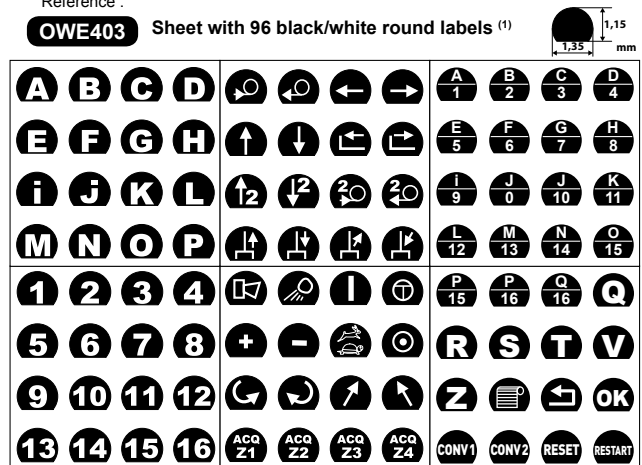 Reference :
OWE403 Sheet with 96 black/white round labels (1)
1,15
1,35 mm
A B C D
E F G H
i J K L
M N O P
2 2 2 2
A/1 B/2 C/3 D/4
E/5 F/6 G/7 H/8
i/9 J/0 J/10 K/11
L/12 M/13 N/14 O/15
1 2 3 4
5 6 7 8
9 10 11 12
13 14 15 16
+ -
ACQ Z1 ACQ Z2 ACQ Z3 ACQ Z4
P/15 P/16 Q/16 Q
R S T V
Z OK
CONV1 CONV2 RESET RESTART